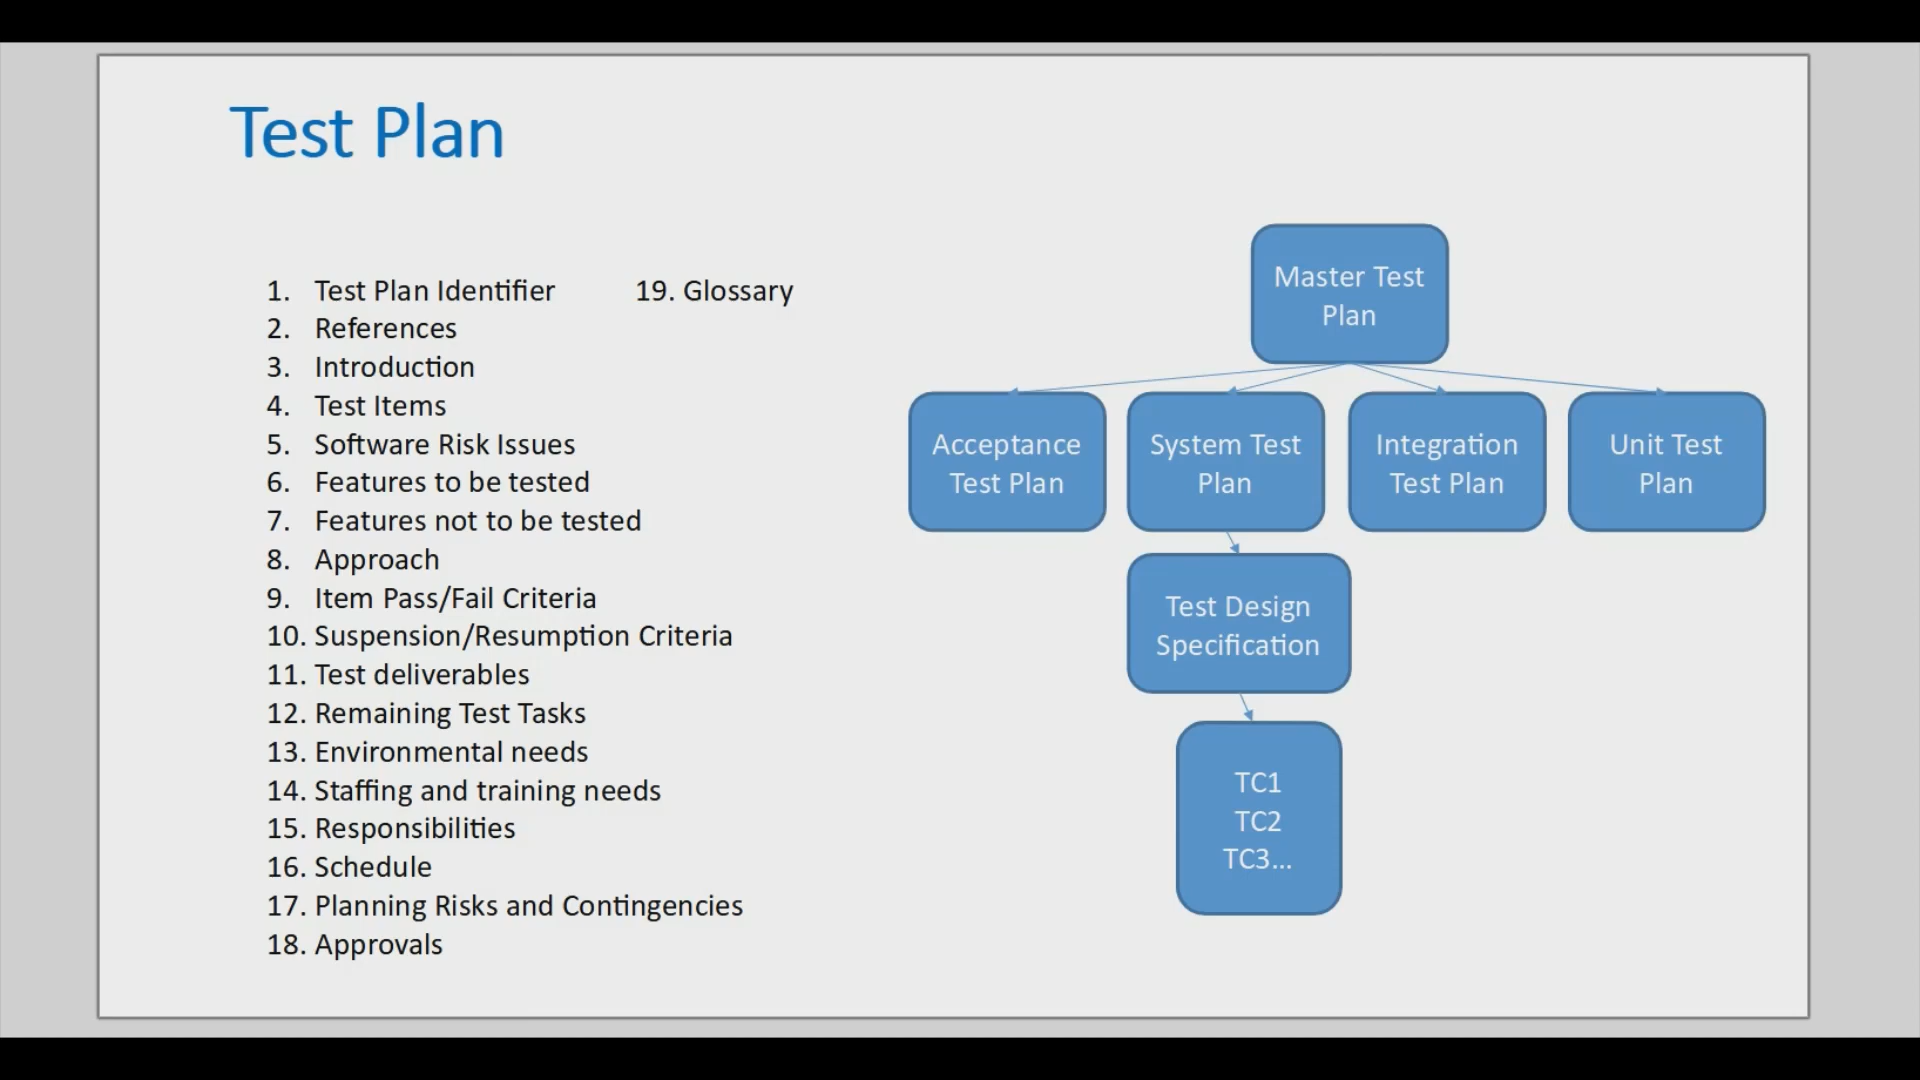 Test Plan
1. Test Plan Identifier
2. References
3. Introduction
4. Test Items
5. Software Risk Issues
6. Features to be tested
7. Features not to be tested
8. Approach
9. Item Pass/Fail Criteria
10. Suspension/Resumption Criteria
11. Test deliverables
12. Remaining Test Tasks
13. Environmental needs
14. Staffing and training needs
15. Responsibilities
16. Schedule
17. Planning Risks and Contingencies
18. Approvals
19. Glossary
Master Test
Plan
Acceptance
Test Plan
System Test
Plan
Integration
Test Plan
Unit Test
Plan
Test Design
Specification
TC1
TC2
TC3...